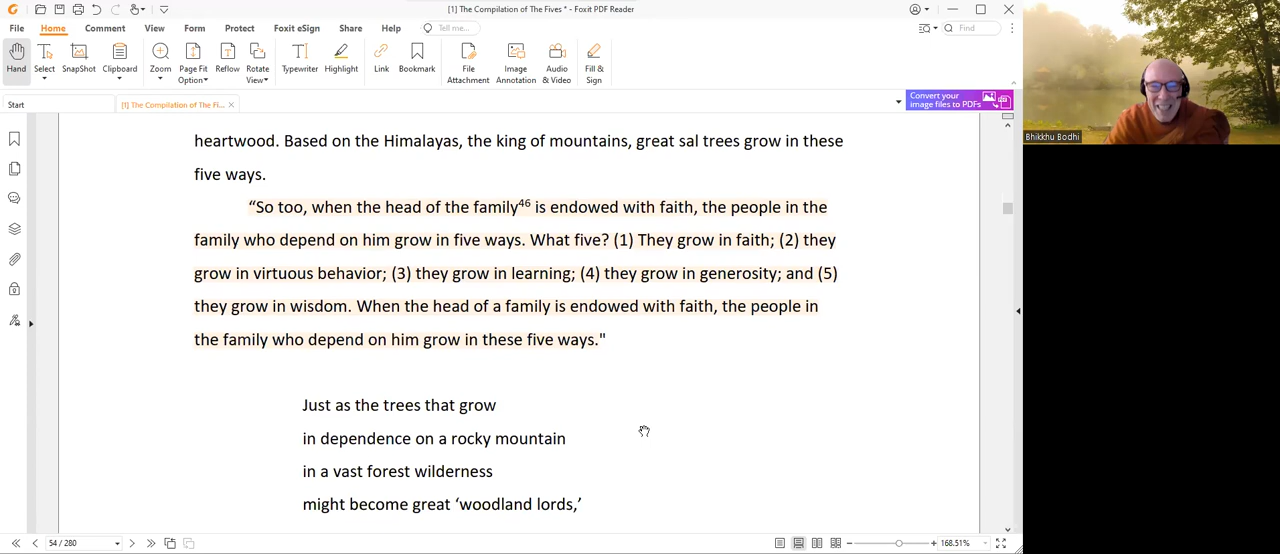 [1] The Compilation of The Fives * - Foxit PDF Reader
File Home Comment View Form Protect Foxit eSign Share Help Tell me... Find
Hand Select SnapShot Clipboard Zoom Page Fit Option Reflow Rotate View Typewriter Highlight Link Bookmark File Attachment Image Annotation Audio & Video Fill & Sign
Start [1] The Compilation of The Fi...
Convert your
image files to PDFs
Bhikkhu Bodhi
heartwood. Based on the Himalayas, the king of mountains, great sal trees grow in these
five ways.
“So too, when the head of the family46 is endowed with faith, the people in the
family who depend on him grow in five ways. What five? (1) They grow in faith; (2) they
grow in virtuous behavior; (3) they grow in learning; (4) they grow in generosity; and (5)
they grow in wisdom. When the head of a family is endowed with faith, the people in
the family who depend on him grow in these five ways."
Just as the trees that grow
in dependence on a rocky mountain
in a vast forest wilderness
might become great ‘woodland lords,’
54 / 280
168.51%